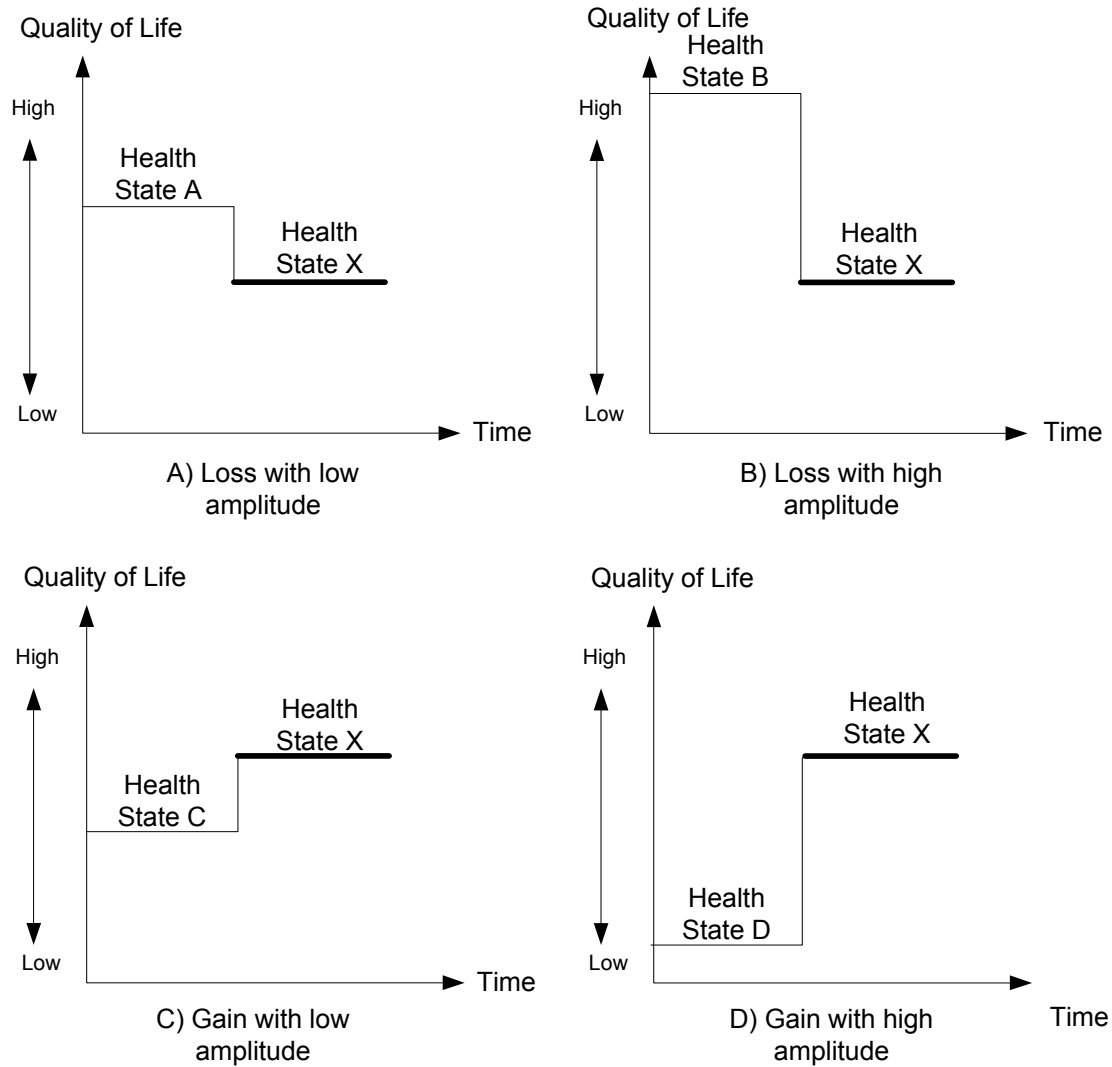 Quality of Life
High
Health
State A
Health
State X
Low
Time
A) Loss with low
amplitude
Quality of Life
Health
State B
High
Health
State X
Low
Time
B) Loss with high
amplitude
Quality of Life
High
Health
State X
Health
State C
Low
Time
C) Gain with low
amplitude
Quality of Life
High
Health
State X
Health
State D
Low
Time
D) Gain with high
amplitude